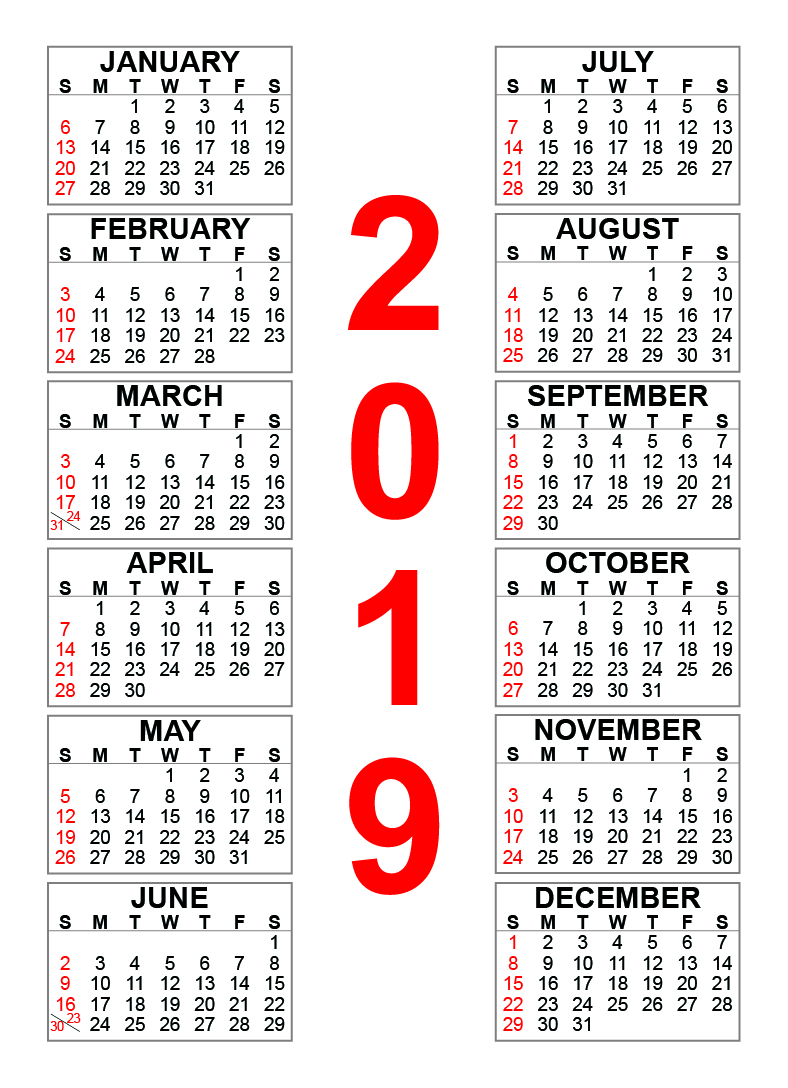 JANUARY
S M T W T F S
1 2 3 4 5
6 7 8 9 10 11 12
13 14 15 16 17 18 19
20 21 22 23 24 25 26
27 28 29 30 31
FEBRUARY
S M T W T F S
1 2
3 4 5 6 7 8 9
10 11 12 13 14 15 16
17 18 19 20 21 22 23
24 25 26 27 28
MARCH
S M T W T F S
1 2
3 4 5 6 7 8 9
10 11 12 13 14 15 16
17 18 19 20 21 22 23
31/24 25 26 27 28 29 30
APRIL
S M T W T F S
1 2 3 4 5 6
7 8 9 10 11 12 13
14 15 16 17 18 19 20
21 22 23 24 25 26 27
28 29 30
MAY
S M T W T F S
1 2 3 4
5 6 7 8 9 10 11
12 13 14 15 16 17 18
19 20 21 22 23 24 25
26 27 28 29 30 31
JUNE
S M T W T F S
1
2 3 4 5 6 7 8
9 10 11 12 13 14 15
16 17 18 19 20 21 22
30/23 24 25 26 27 28 29
2
0
1
9
JULY
S M T W T F S
1 2 3 4 5 6
7 8 9 10 11 12 13
14 15 16 17 18 19 20
21 22 23 24 25 26 27
28 29 30 31
AUGUST
S M T W T F S
1 2 3
4 5 6 7 8 9 10
11 12 13 14 15 16 17
18 19 20 21 22 23 24
25 26 27 28 29 30 31
SEPTEMBER
S M T W T F S
1 2 3 4 5 6 7
8 9 10 11 12 13 14
15 16 17 18 19 20 21
22 23 24 25 26 27 28
29 30
OCTOBER
S M T W T F S
1 2 3 4 5
6 7 8 9 10 11 12
13 14 15 16 17 18 19
20 21 22 23 24 25 26
27 28 29 30 31
NOVEMBER
S M T W T F S
1 2
3 4 5 6 7 8 9
10 11 12 13 14 15 16
17 18 19 20 21 22 23
24 25 26 27 28 29 30
DECEMBER
S M T W T F S
1 2 3 4 5 6 7
8 9 10 11 12 13 14
15 16 17 18 19 20 21
22 23 24 25 26 27 28
29 30 31